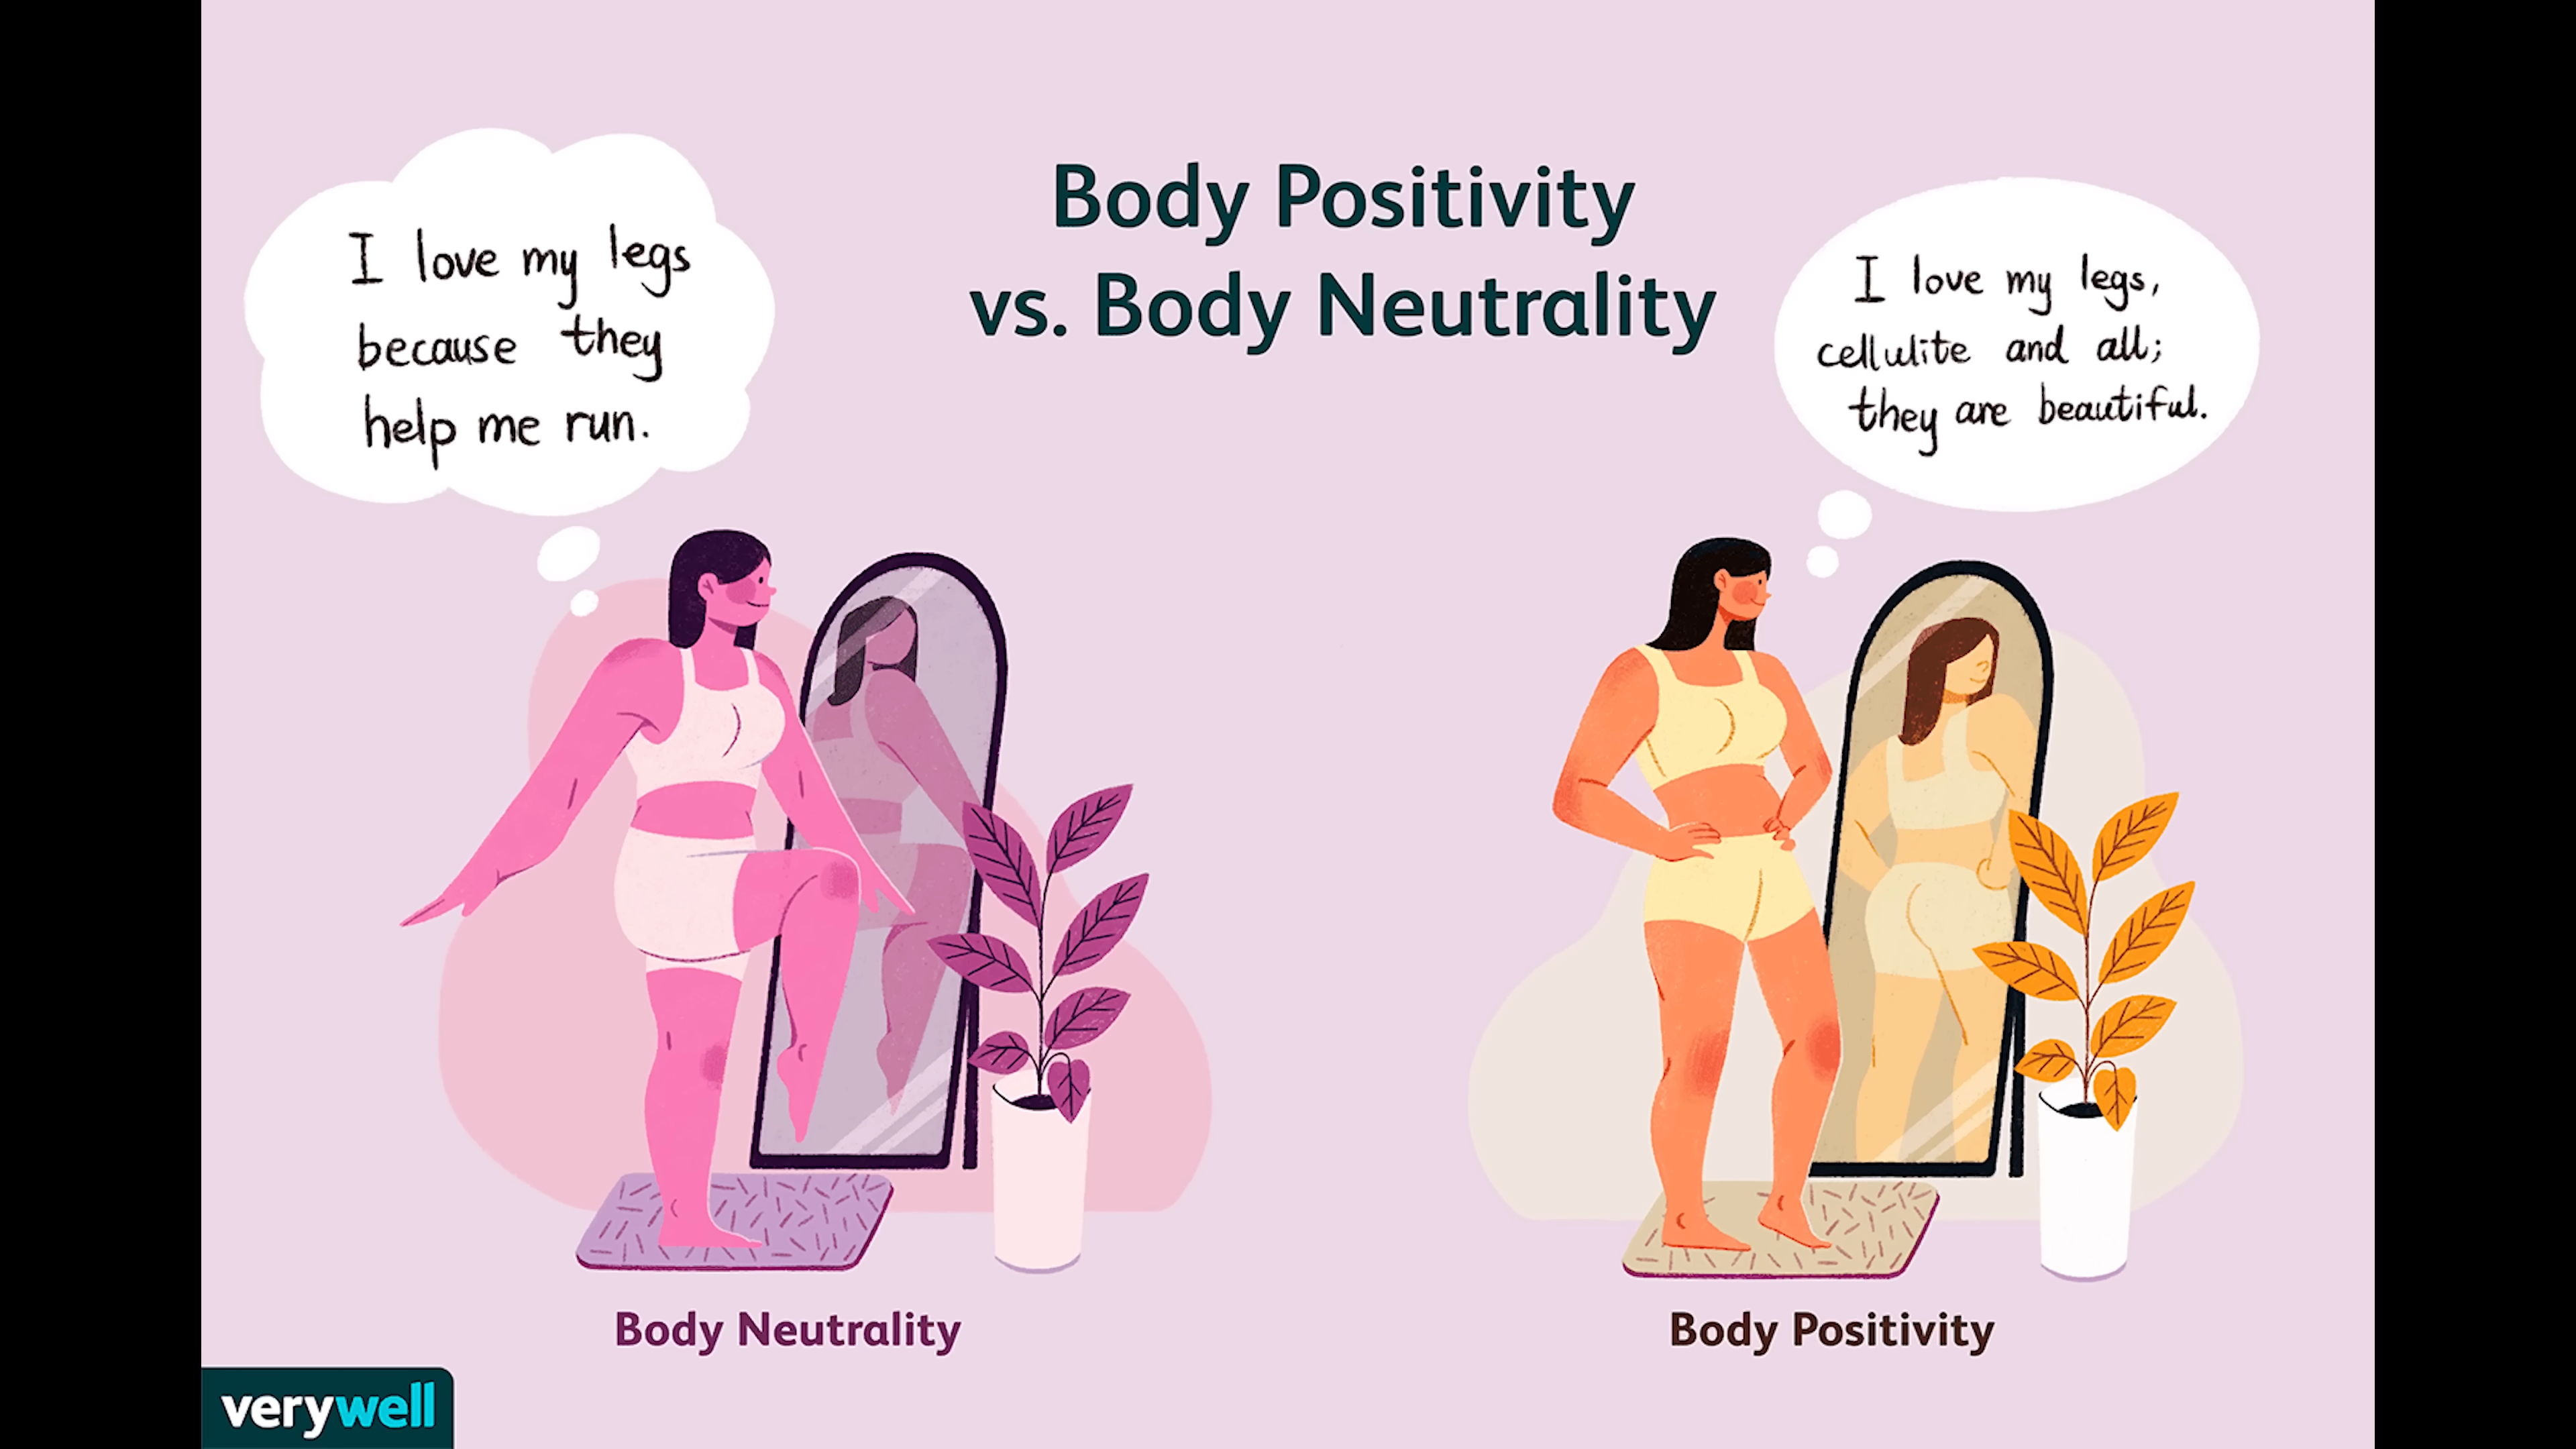 Body Positivity
vs. Body Neutrality
I love my legs
because they
help me run.
I love my legs,
cellulite and all;
they are beautiful.
Body Neutrality
Body Positivity
verywell